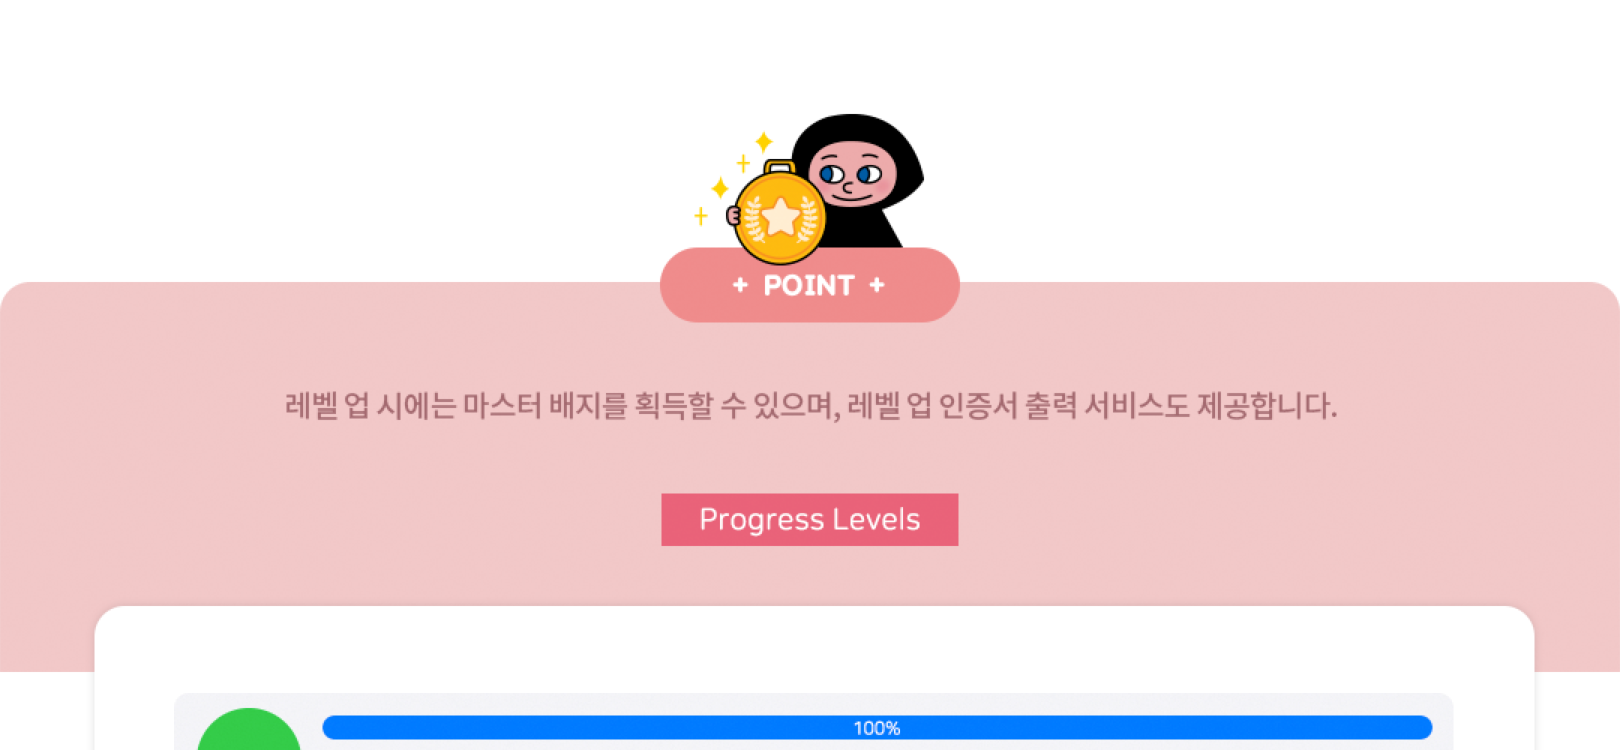 + POINT +
레벨 업 시에는 마스터 배지를 획득할 수 있으며, 레벨 업 인증서 출력 서비스도 제공합니다.
Progress Levels
100%